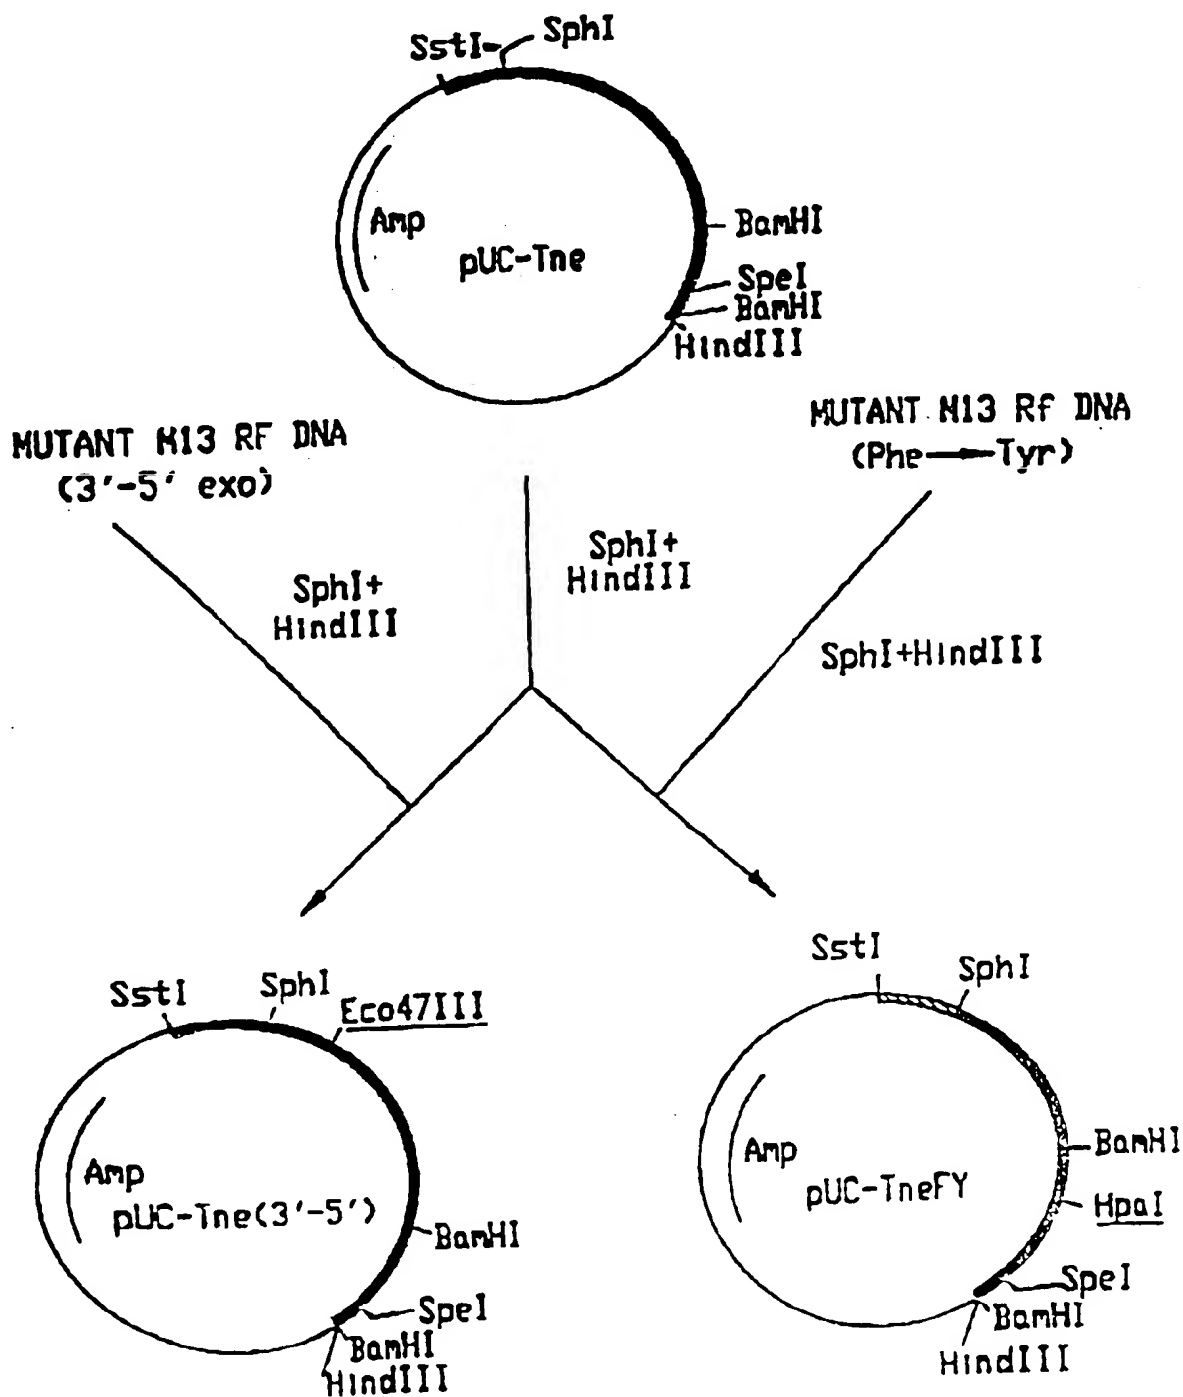 SstI
SphI
Amp
pUC-Tne
BamHI
SpeI
BamHI
HindIII
MUTANT M13 RF DNA
(3'-5' exo)
MUTANT M13 Rf DNA
(Phe→Tyr)
SphI+
HindIII
SphI+
HindIII
SphI+HindIII
SstI
SphI
Eco47III
Amp
pUC-Tne(3'-5')
BamHI
SpeI
BamHI
HindIII
SstI
SphI
Amp
pUC-TneFY
BamHI
HpaI
SpeI
BamHI
HindIII